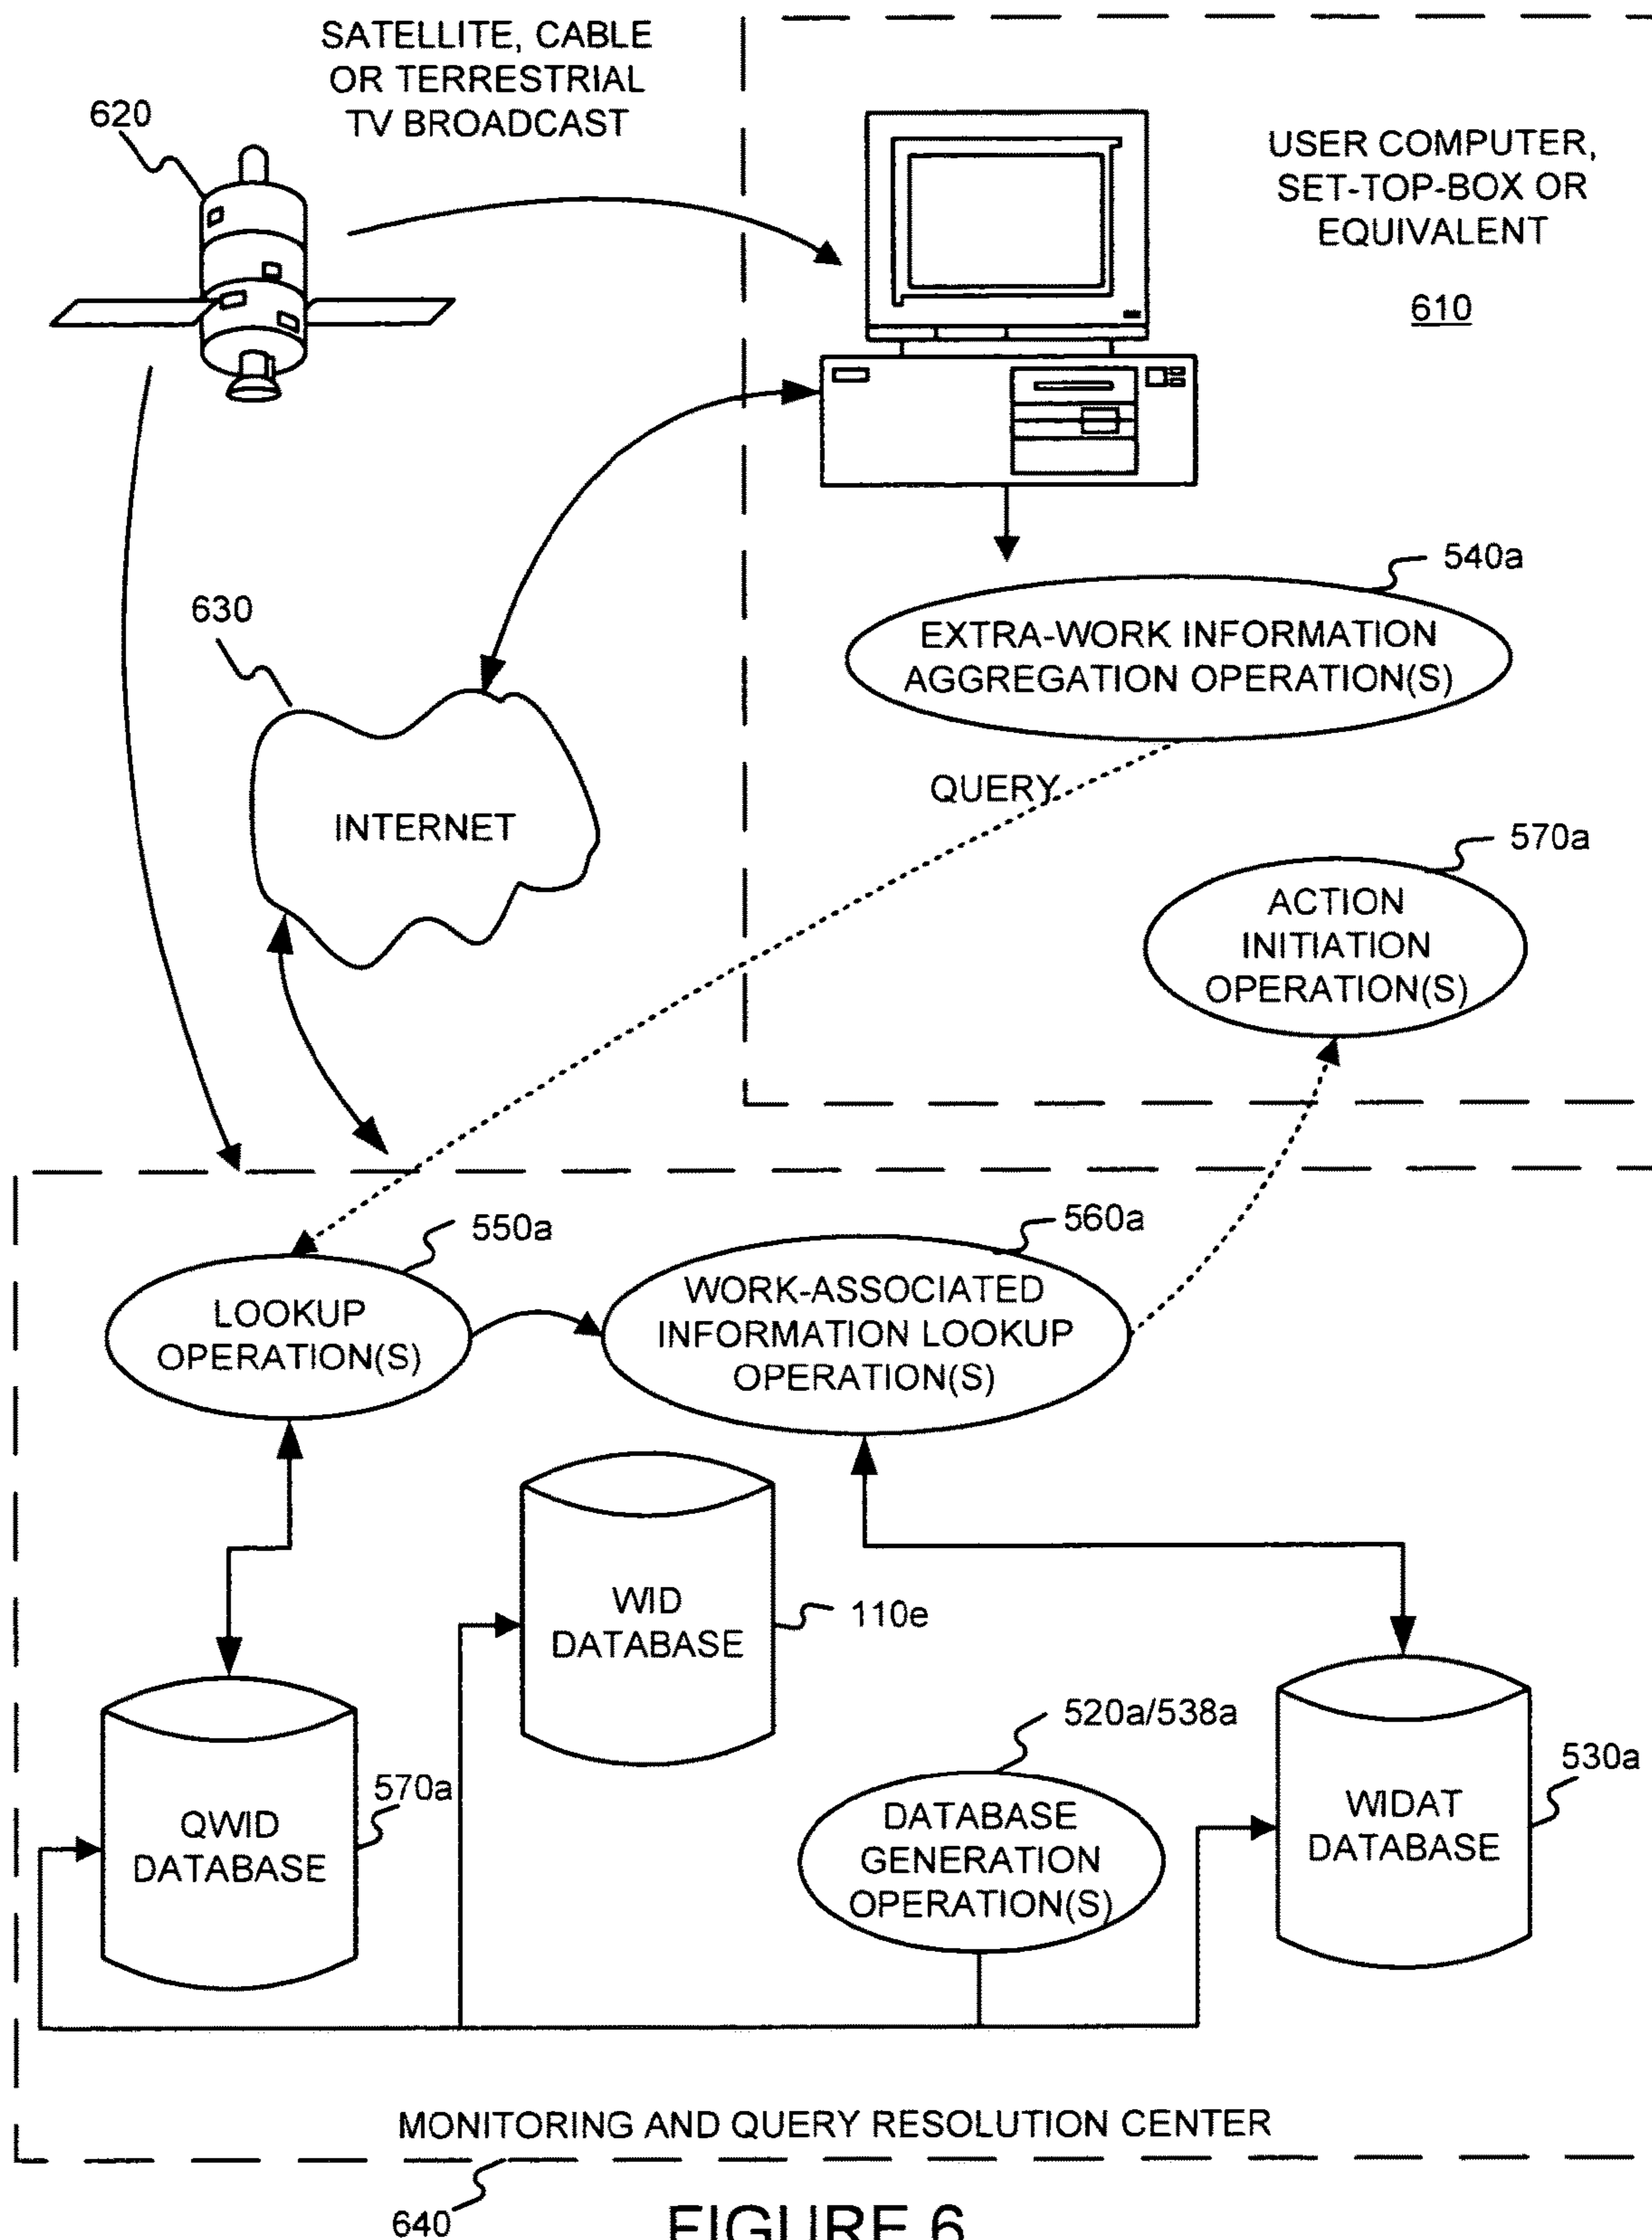 SATELLITE, CABLE
OR TERRESTRIAL
TV BROADCAST
620
USER COMPUTER,
SET-TOP-BOX OR
EQUIVALENT
610
540a
EXTRA-WORK INFORMATION
AGGREGATION OPERATION(S)
630
INTERNET
QUERY
570a
ACTION
INITIATION
OPERATION(S)
550a
LOOKUP
OPERATION(S)
560a
WORK-ASSOCIATED
INFORMATION LOOKUP
OPERATION(S)
WID
DATABASE
110e
520a/538a
DATABASE
GENERATION
OPERATION(S)
530a
WIDAT
DATABASE
570a
QWID
DATABASE
MONITORING AND QUERY RESOLUTION CENTER
640
FIGURE 6